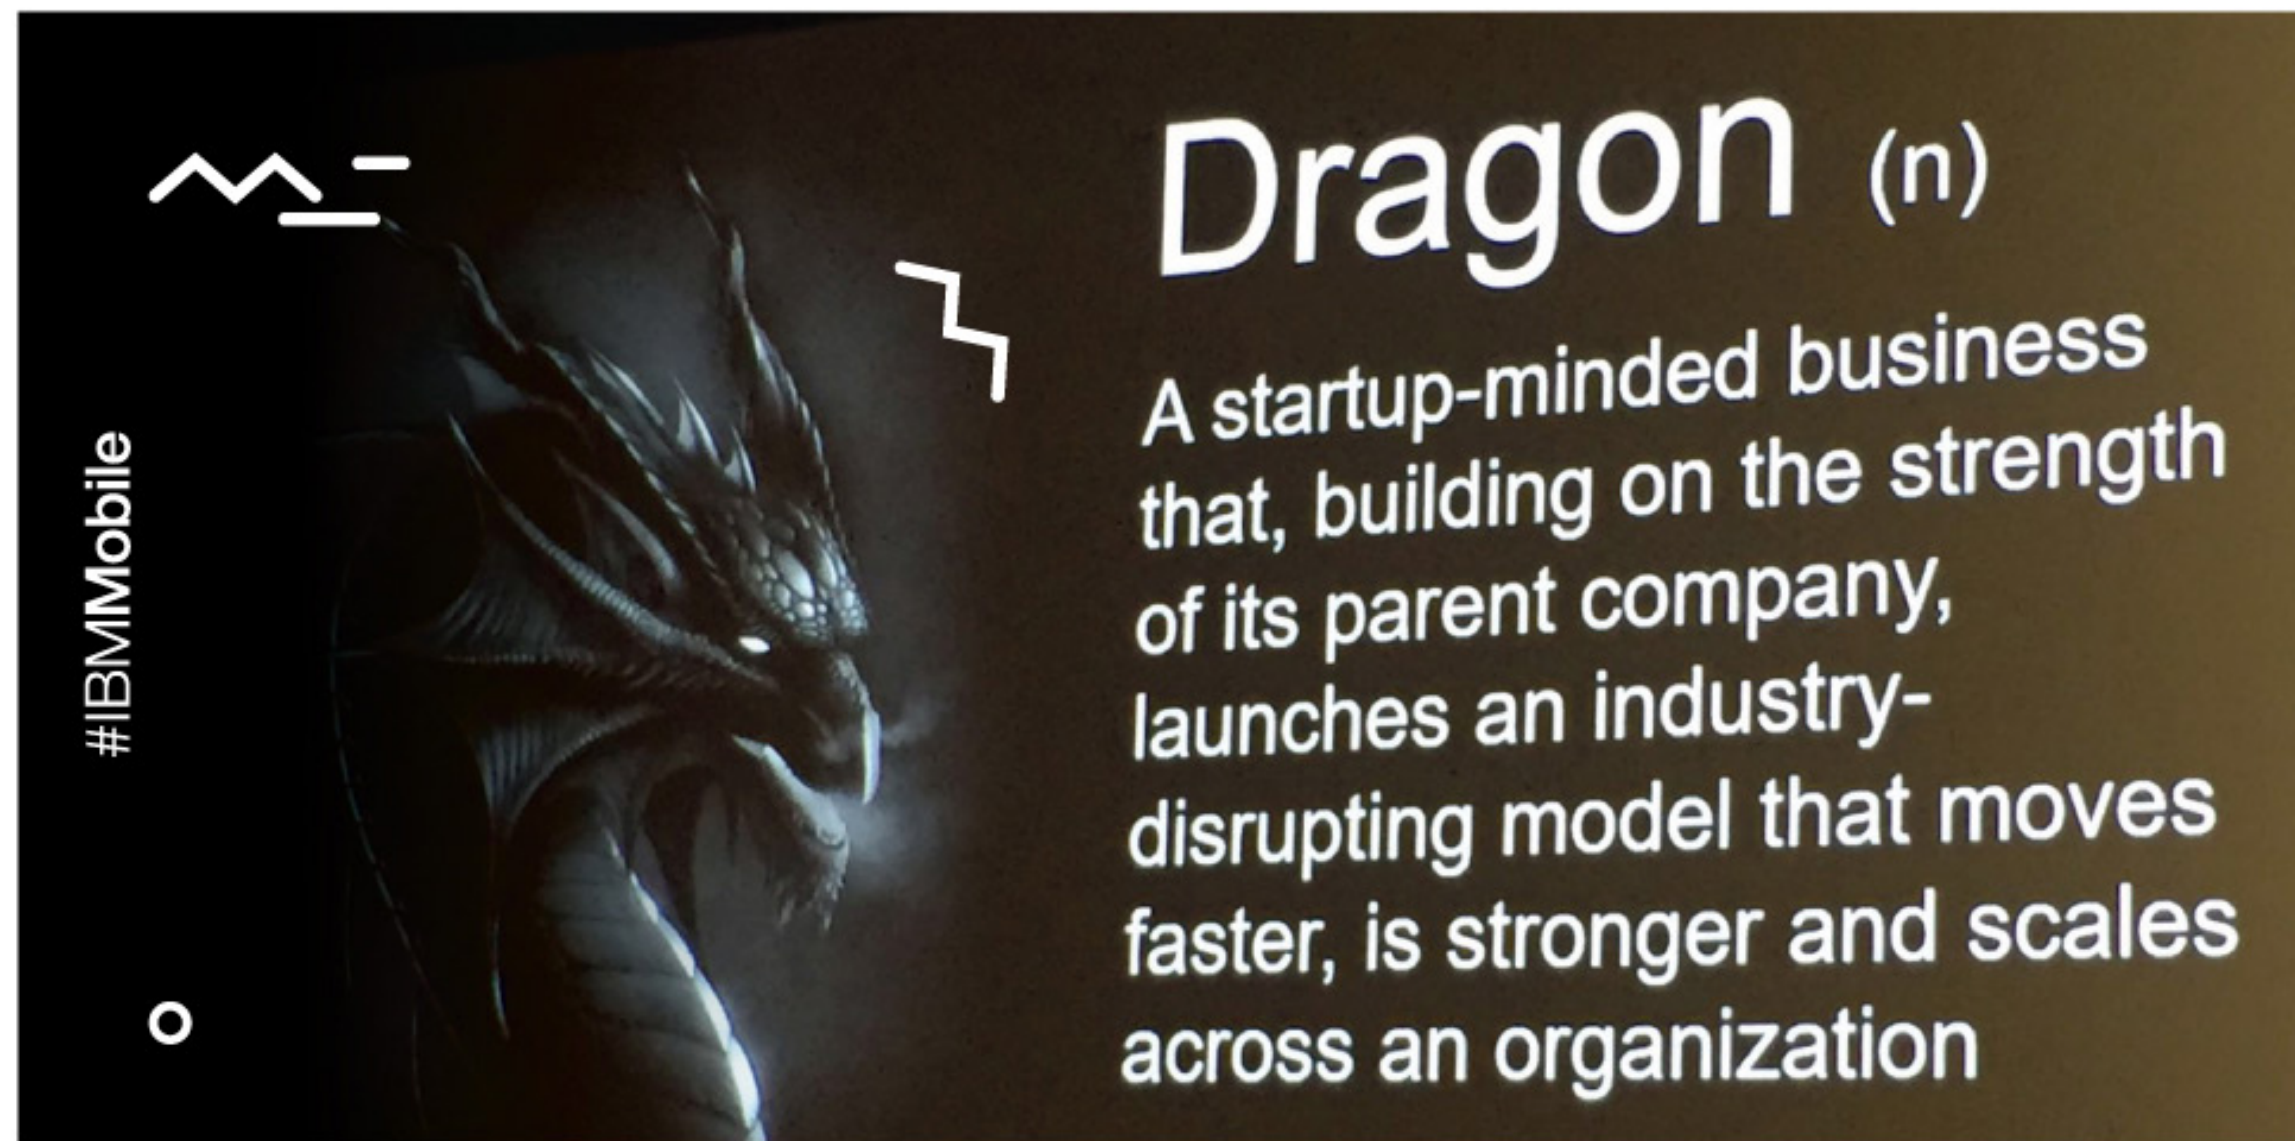 #IBMMobile
Dragon (n)
A startup-minded business
that, building on the strength
of its parent company,
launches an industry-
disrupting model that moves
faster, is stronger and scales
across an organization